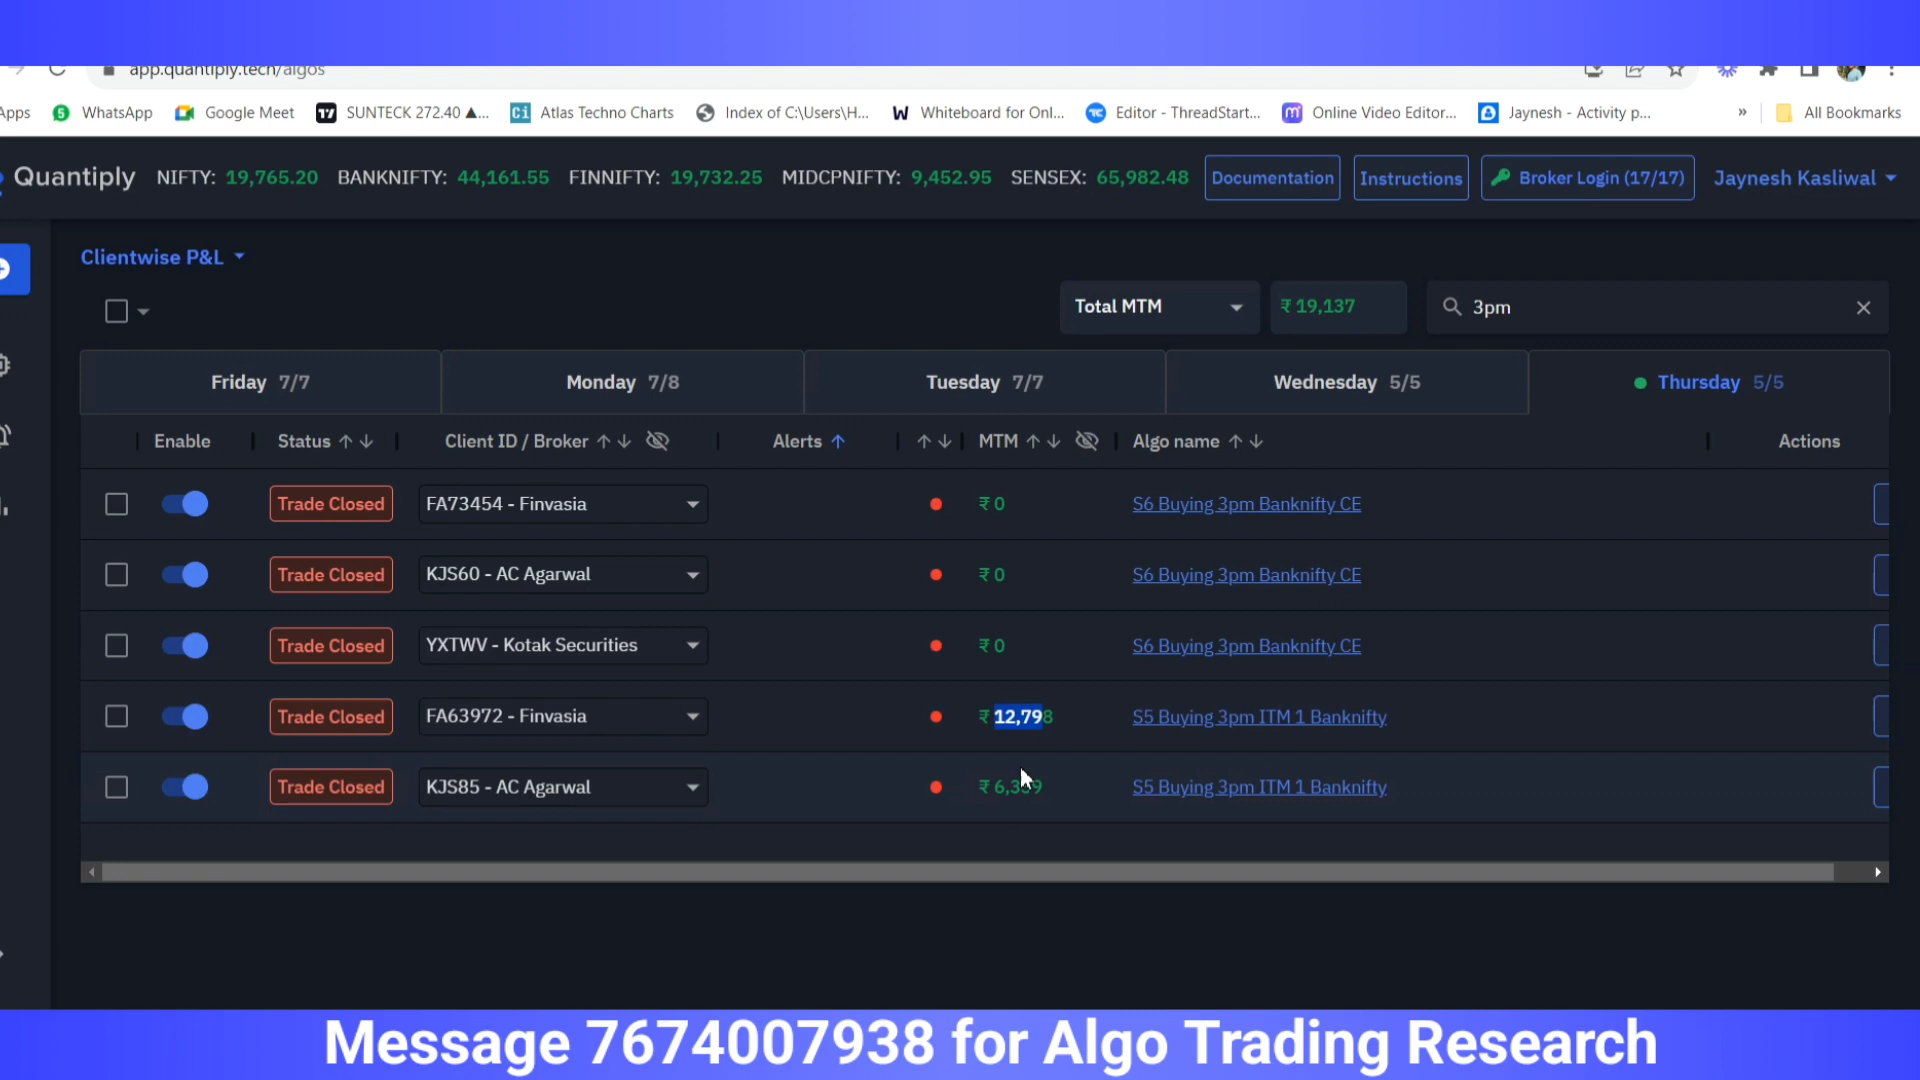 app.quantiply.tech/algos
Apps WhatsApp Google Meet SUNTECK 272.40 ▲... Atlas Techno Charts Index of C:\Users\H... Whiteboard for Onl... Editor - ThreadStart... Online Video Editor... Jaynesh - Activity p... » All Bookmarks
Quantiply NIFTY: 19,765.20 BANKNIFTY: 44,161.55 FINNIFTY: 19,732.25 MIDCPNIFTY: 9,452.95 SENSEX: 65,982.48 Documentation Instructions Broker Login (17/17) Jaynesh Kasliwal
Clientwise P&L
Total MTM ₹ 19,137 3pm
Friday 7/7 Monday 7/8 Tuesday 7/7 Wednesday 5/5 Thursday 5/5
Enable Status ↑↓ Client ID / Broker ↑↓ Alerts ↑ ↑↓ MTM ↑↓ Algo name ↑↓ Actions
Trade Closed FA73454 - Finvasia ₹ 0 S6 Buying 3pm Banknifty CE
Trade Closed KJS60 - AC Agarwal ₹ 0 S6 Buying 3pm Banknifty CE
Trade Closed YXTWV - Kotak Securities ₹ 0 S6 Buying 3pm Banknifty CE
Trade Closed FA63972 - Finvasia ₹ 12,798 S5 Buying 3pm ITM 1 Banknifty
Trade Closed KJS85 - AC Agarwal S5 Buying 3pm ITM 1 Banknifty
Message 7674007938 for Algo Trading Research